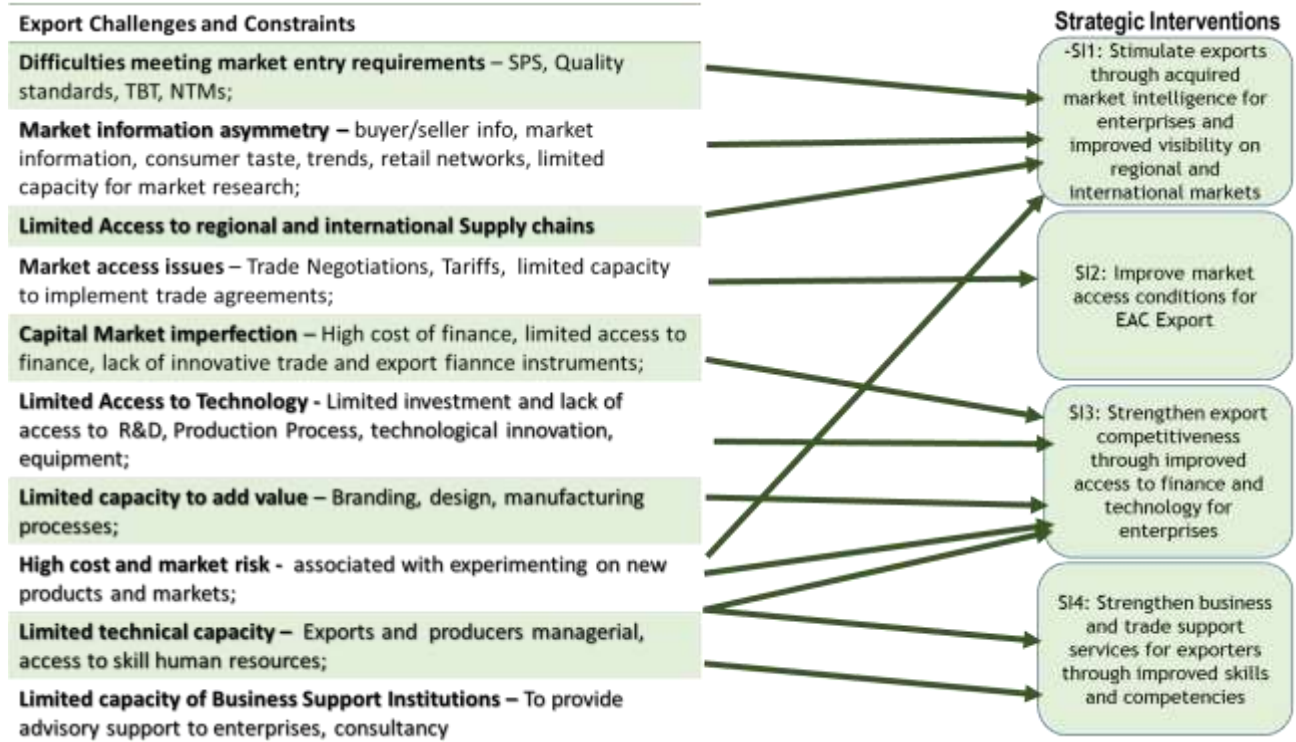 Export Challenges and Constraints
Difficulties meeting market entry requirements – SPS, Quality
standards, TBT, NTMs;
Market information asymmetry – buyer/seller info, market
information, consumer taste, trends, retail networks, limited
capacity for market research;
Limited Access to regional and international Supply chains
Market access issues – Trade Negotiations, Tariffs, limited capacity
to implement trade agreements;
Capital Market imperfection – High cost of finance, limited access to
finance, lack of innovative trade and export fiannce instruments;
Limited Access to Technology - Limited investment and lack of
access to R&D, Production Process, technological innovation,
equipment;
Limited capacity to add value – Branding, design, manufacturing
processes;
High cost and market risk - associated with experimenting on new
products and markets;
Limited technical capacity – Exports and producers managerial,
access to skill human resources;
Limited capacity of Business Support Institutions – To provide
advisory support to enterprises, consultancy
Strategic Interventions
-SI1: Stimulate exports
through acquired
market intelligence for
enterprises and
improved visibility on
regional and
international markets
SI2: Improve market
access conditions for
EAC Export
SI3: Strengthen export
competitiveness
through improved
access to finance and
technology for
enterprises
SI4: Strengthen business
and trade support
services for exporters
through improved skills
and competencies